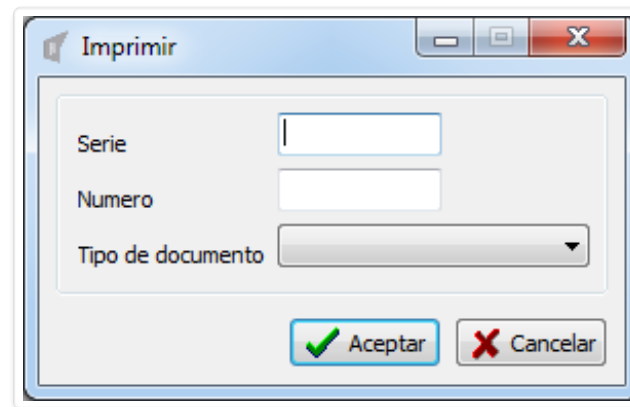 Imprimir
Serie
Numero
Tipo de documento
Aceptar Cancelar